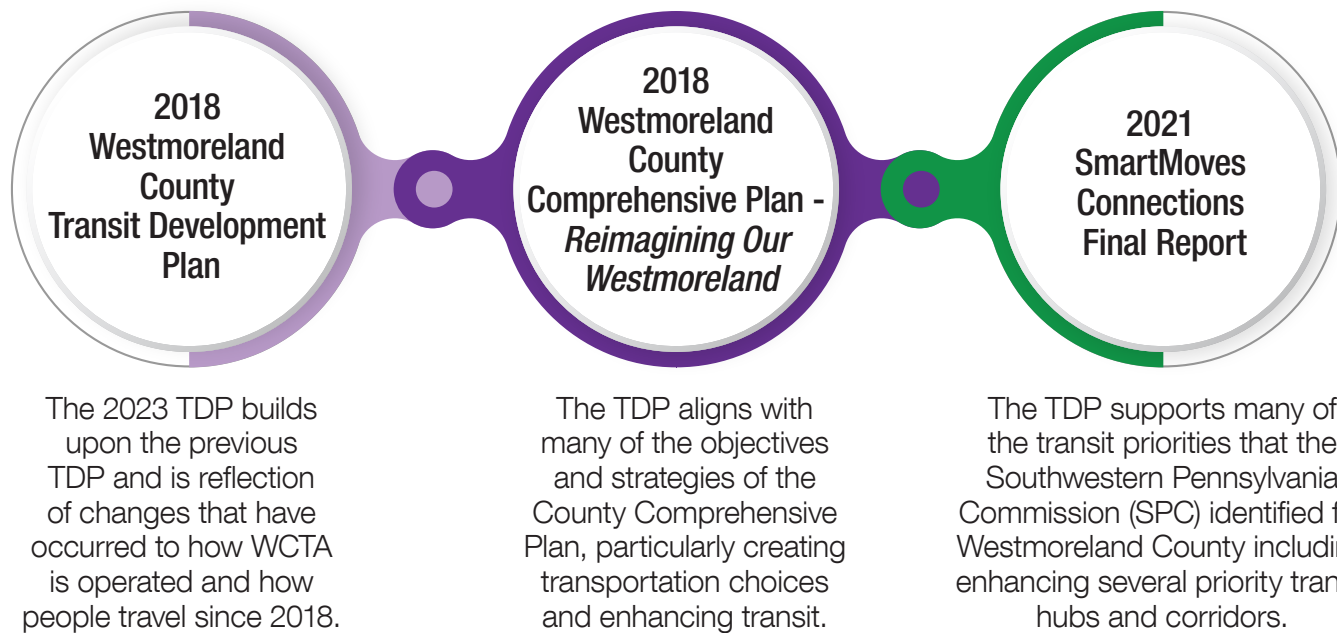 2018
Westmoreland
County
Transit Development
Plan
The 2023 TDP builds
upon the previous
TDP and is reflection
of changes that have
occurred to how WCTA
is operated and how
people travel since 2018.
2018
Westmoreland
County
Comprehensive Plan -
Reimagining Our
Westmoreland
The TDP aligns with
many of the objectives
and strategies of the
County Comprehensive
Plan, particularly creating
transportation choices
and enhancing transit.
2021
SmartMoves
Connections
Final Report
The TDP supports many of
the transit priorities that the
Southwestern Pennsylvania
Commission (SPC) identified
Westmoreland County
enhancing several priority
hubs and corridors.